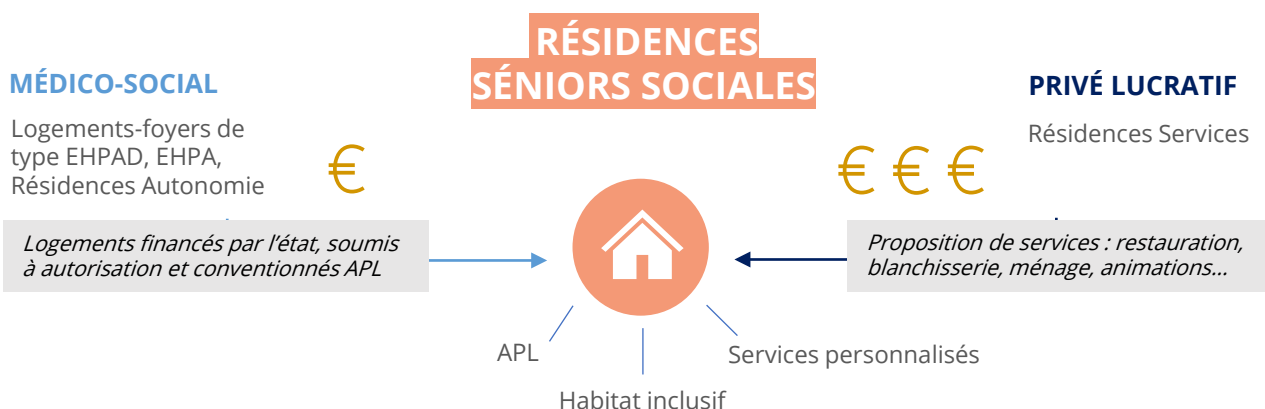 RÉSIDENCES
SÉNIORS SOCIALES
MÉDICO-SOCIAL
Logements-foyers de
type EHPAD, EHPA,
Résidences Autonomie
€
Logements financés par l'état, soumis
à autorisation et conventionnés APL
PRIVÉ LUCRATIF
Résidences Services
€ € €
Proposition de services : restauration,
blanchisserie, ménage, animations…
APL
Habitat inclusif
Services personnalisés